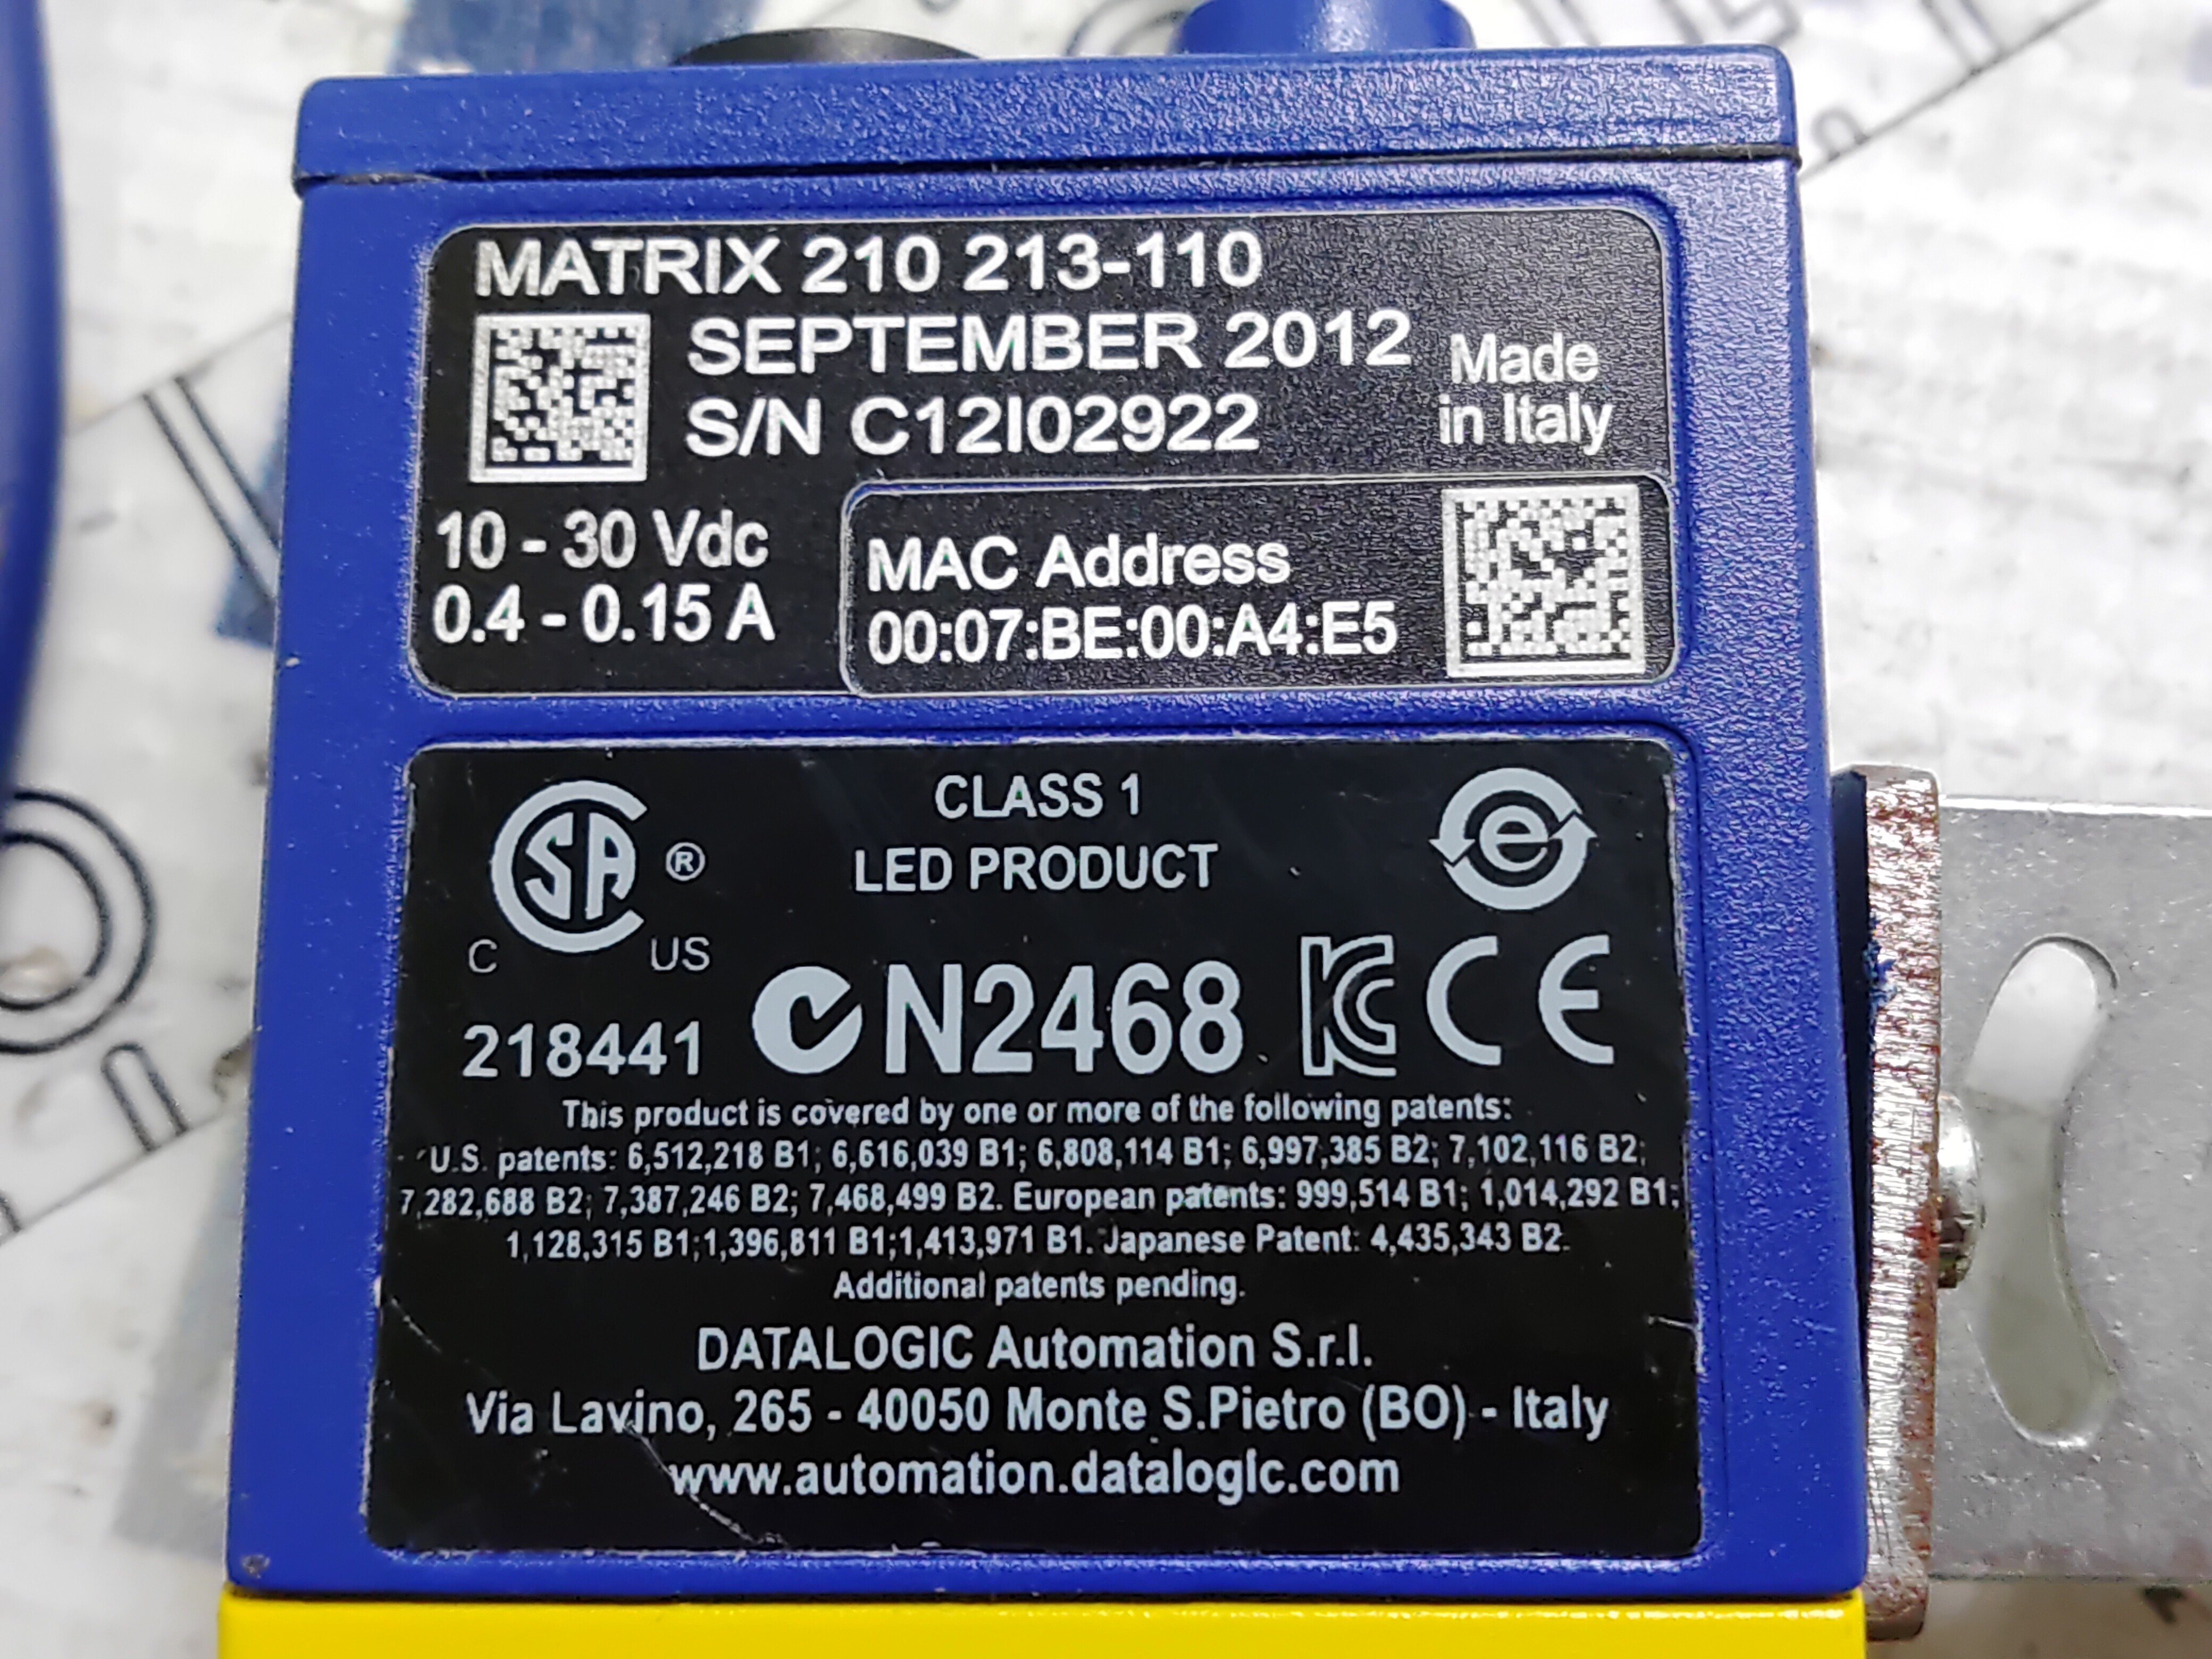 MATRIX 210 213-110
SEPTEMBER 2012
S/N C12I02922
Made
in Italy
10 - 30 Vdc
0.4 - 0.15 A
MAC Address
00:07:BE:00:A4:E5
CLASS 1
LED PRODUCT
e
CSA ®
C US
218441
N2468 KC CE
This product is covered by one or more of the following patents:
U.S. patents: 6,512,218 B1; 6,616,039 B1; 6,808,114 B1; 6,997,385 B2; 7,102,116 B2;
7,282,688 B2; 7,387,246 B2; 7,468,499 B2. European patents: 999,514 B1; 1,014,292 B1;
1,128,315 B1;1,396,811 B1;1,413,971 B1. Japanese Patent: 4,435,343 B2.
Additional patents pending.
DATALOGIC Automation S.r.l.
Via Lavino, 265 - 40050 Monte S.Pietro (BO) - Italy
www.automation.datalogic.com